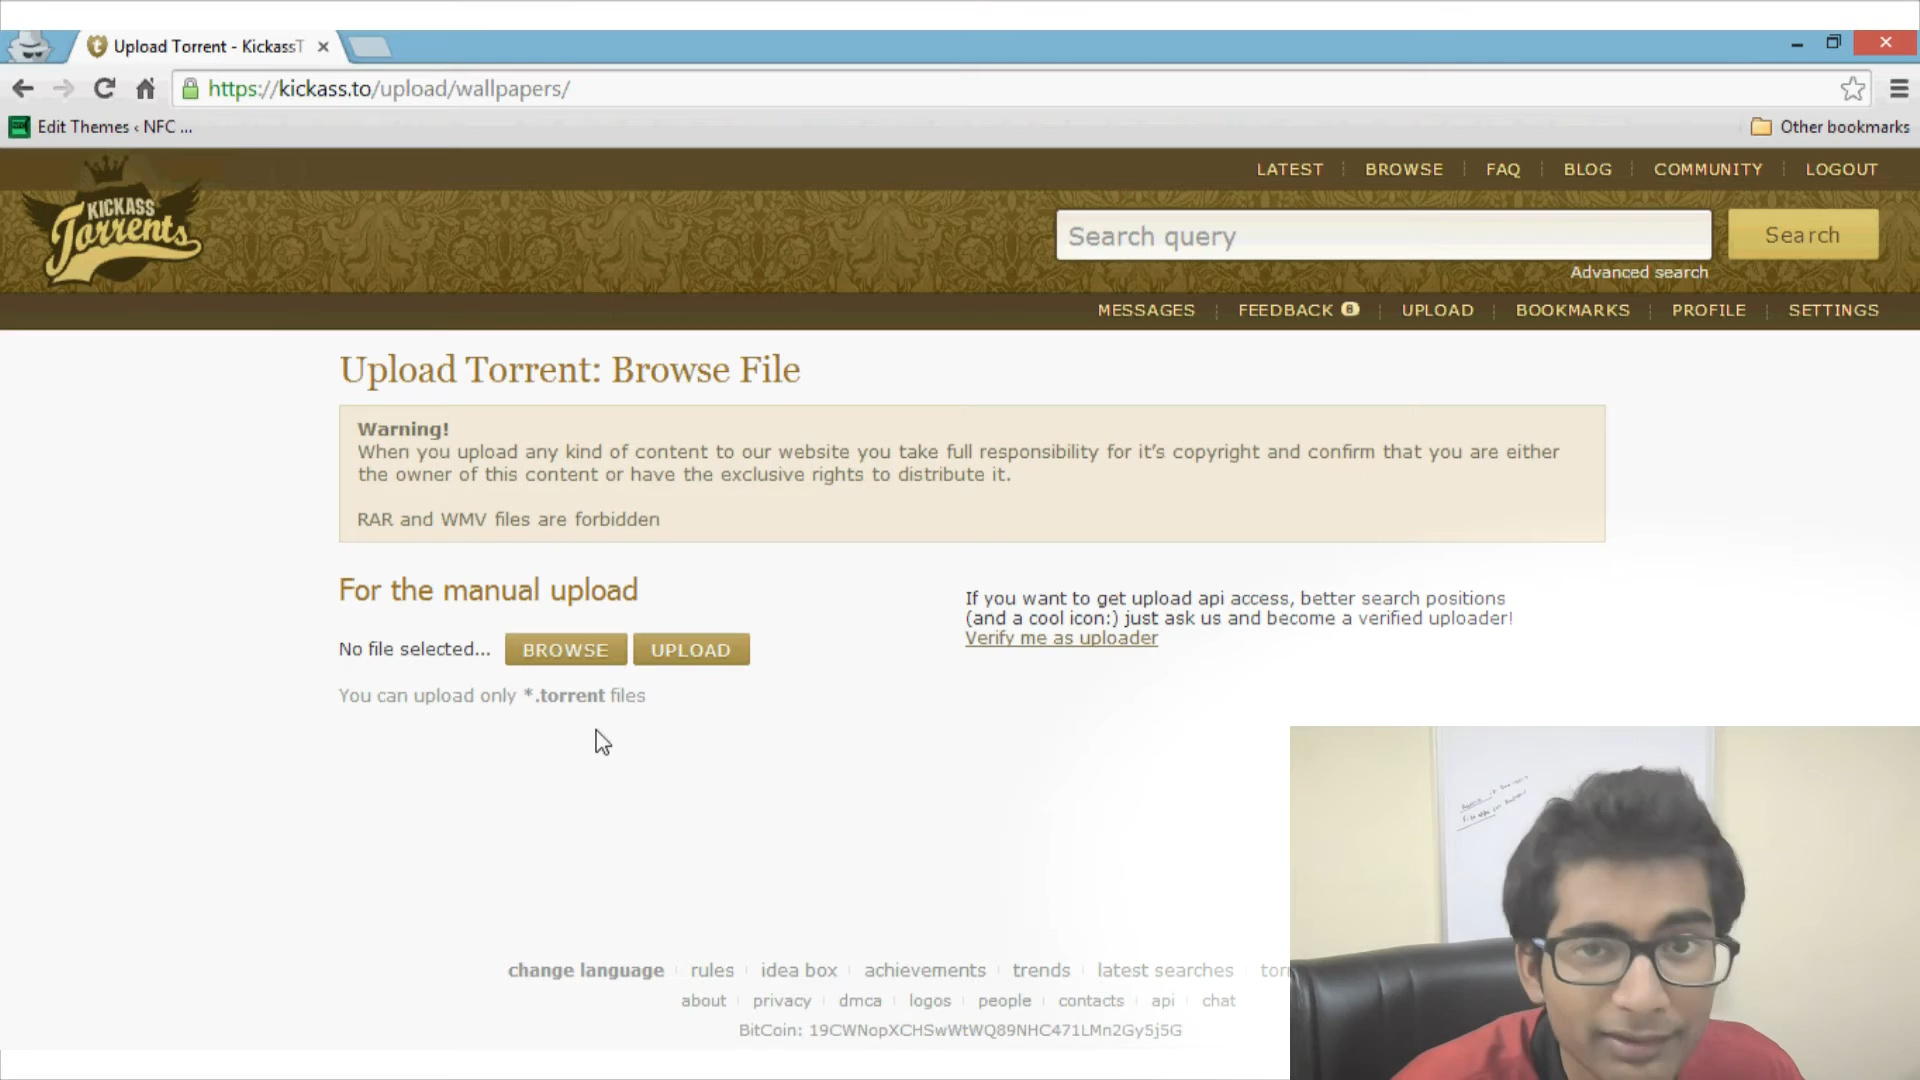 Upload Torrent - KickassT
https://kickass.to/upload/wallpapers/
Edit Themes ‹ NFC ...
Other bookmarks
LATEST
BROWSE
FAQ
BLOG
COMMUNITY
LOGOUT
KICKASS
Torrents
Search query
Search
Advanced search
MESSAGES
FEEDBACK
UPLOAD
BOOKMARKS
PROFILE
SETTINGS
Upload Torrent: Browse File
Warning!
When you upload any kind of content to our website you take full responsibility for it's copyright and confirm that you are either
the owner of this content or have the exclusive rights to distribute it.
RAR and WMV files are forbidden
For the manual upload
No file selected...
BROWSE
UPLOAD
You can upload only *.torrent files
If you want to get upload api access, better search positions
(and a cool icon:) just ask us and become a verified uploader!
Verify me as uploader
change language
rules
idea box
achievements
trends
latest searches
about
privacy
dmca
logos
people
contacts
api
chat
BitCoin: 19CWNopXCHSwWtWQ89NHC471LMn2Gy5j5G